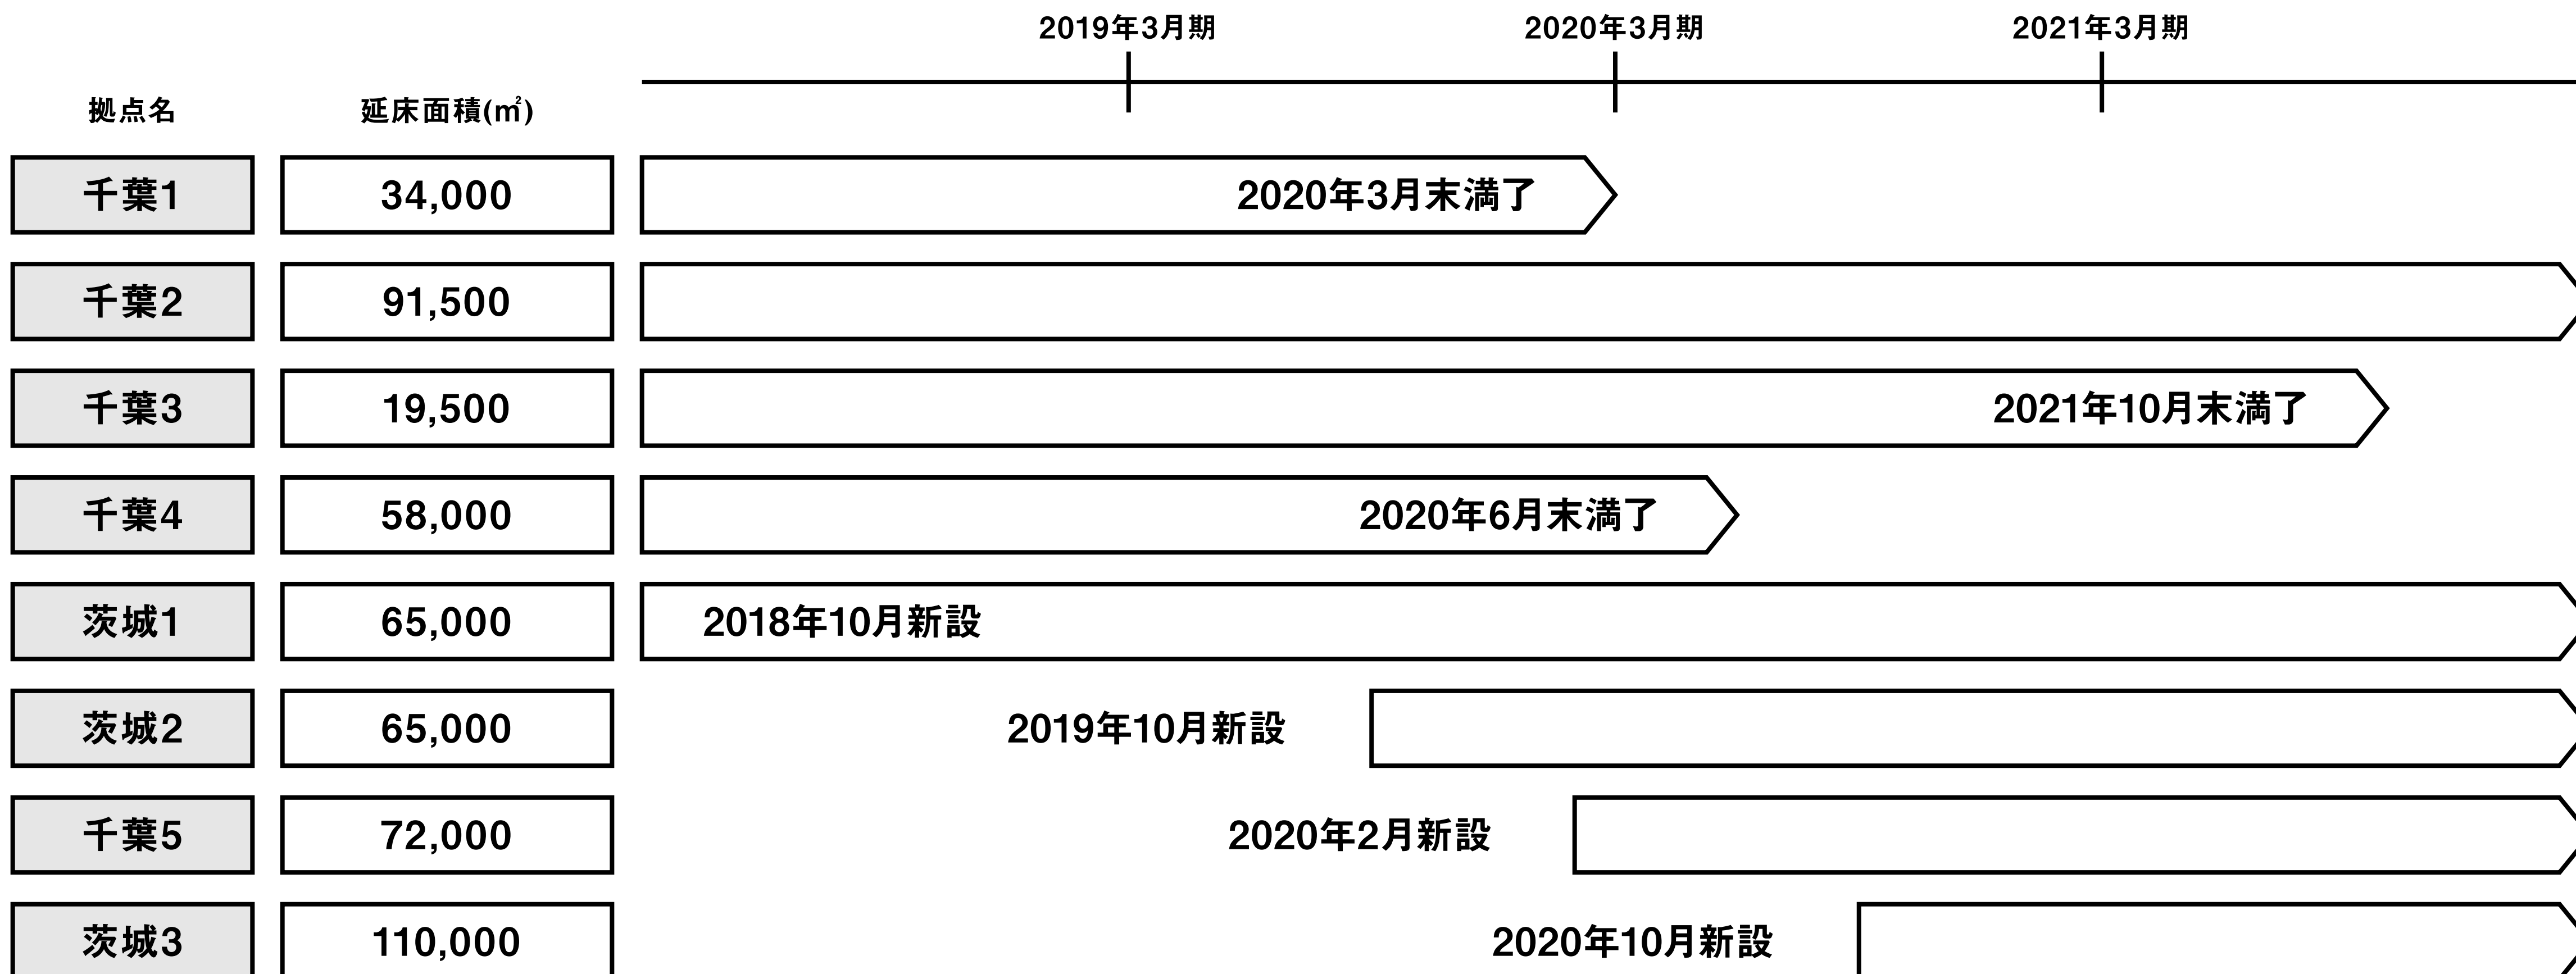 2019年3月期 2020年3月期 2021年3月期
拠点名 延床面積(㎡)
千葉1 34,000 2020年3月末満了
千葉2 91,500
千葉3 19,500 2021年10月末満了
千葉4 58,000 2020年6月末満了
茨城1 65,000 2018年10月新設
茨城2 65,000 2019年10月新設
千葉5 72,000 2020年2月新設
茨城3 110,000 2020年10月新設